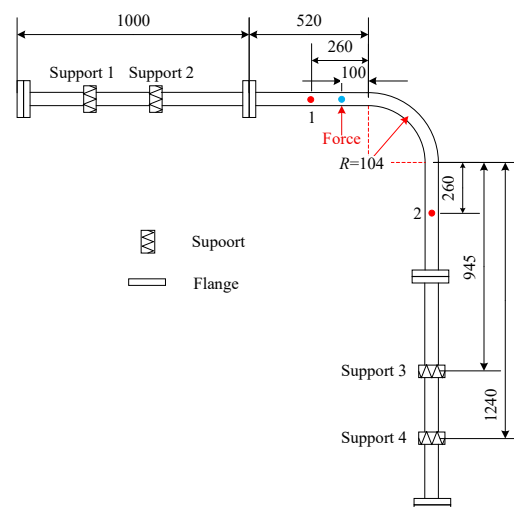 1000
520
260
100
Support 1
Support 2
1
Force
R=104
260
2
945
1240
Supoort
Flange
Support 3
Support 4